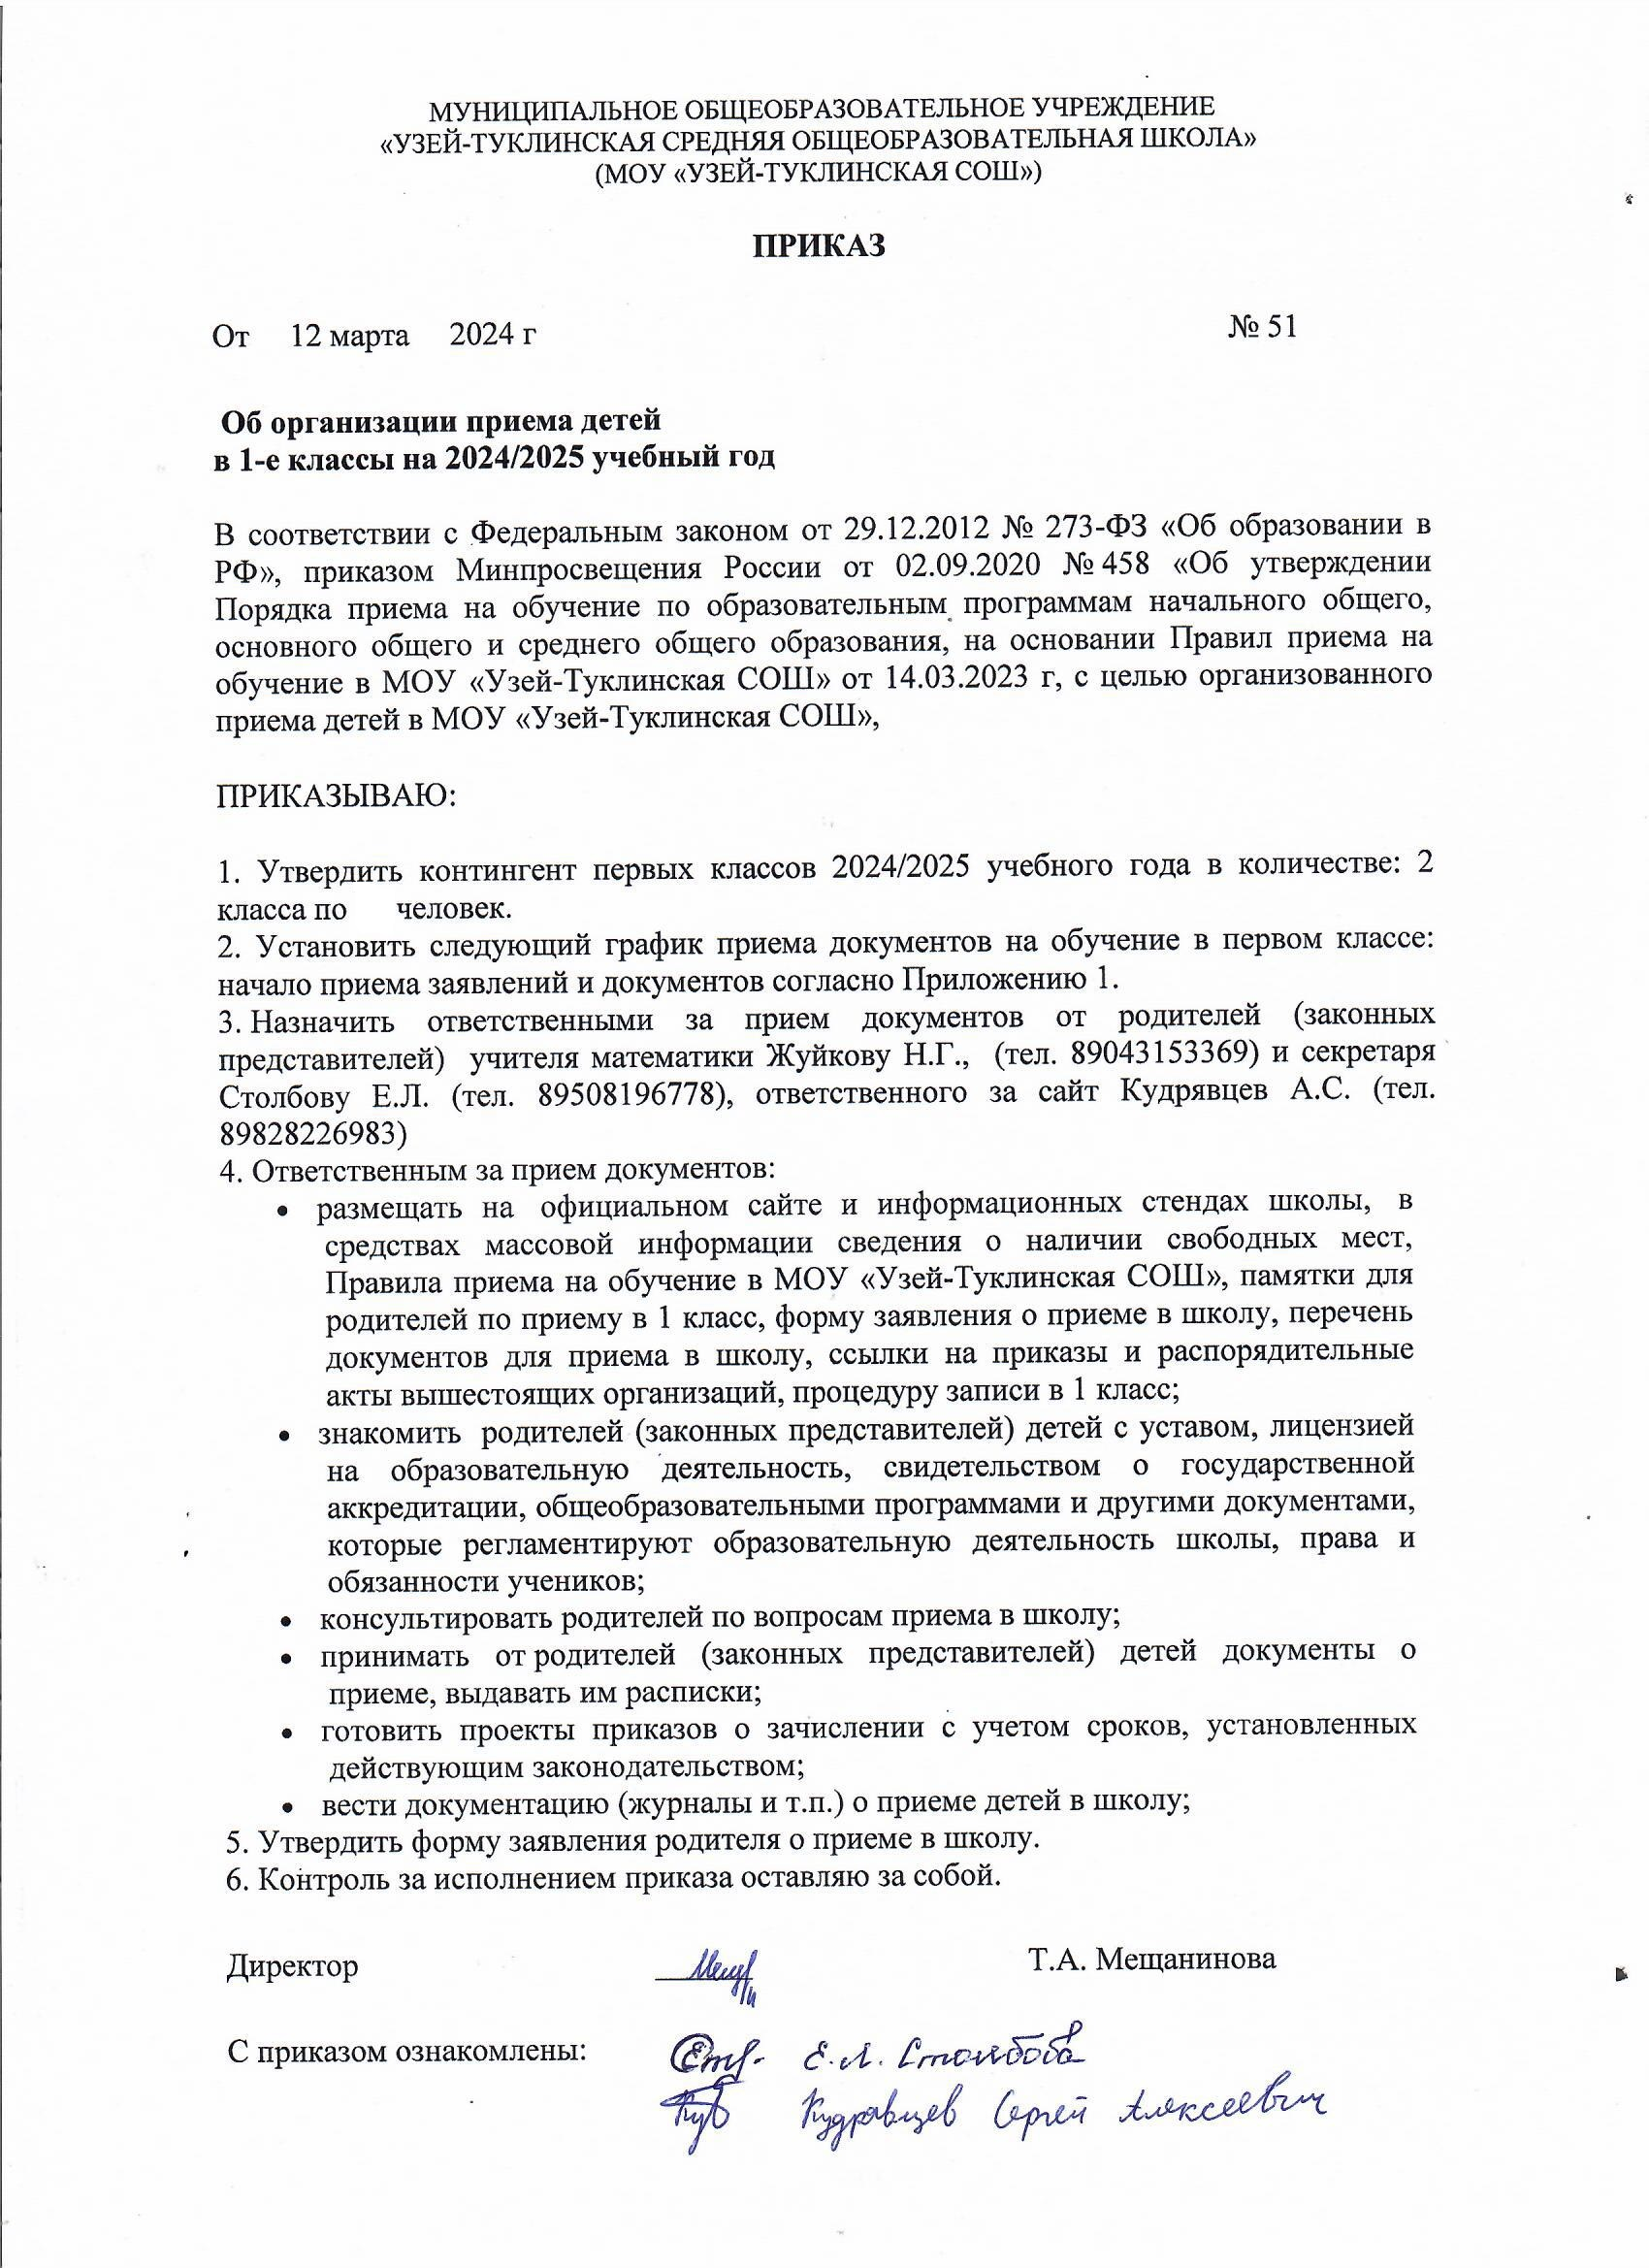 МУНИЦИПАЛЬНОЕ ОБЩЕОБРАЗОВАТЕЛЬНОЕ УЧРЕЖДЕНИЕ
«УЗЕЙ-ТУКЛИНСКАЯ СРЕДНЯЯ ОБЩЕОБРАЗОВАТЕЛЬНАЯ ШКОЛА»
(МОУ «УЗЕЙ-ТУКЛИНСКАЯ СОШ»)
ПРИКАЗ
От 12 марта 2024 г № 51
Об организации приема детей
в 1-е классы на 2024/2025 учебный год
В соответствии с Федеральным законом от 29.12.2012 № 273-ФЗ «Об образовании в
РФ», приказом Минпросвещения России от 02.09.2020 № 458 «Об утверждении
Порядка приема на обучение по образовательным программам начального общего,
основного общего и среднего общего образования, на основании Правил приема на
обучение в МОУ «Узей-Туклинская СОШ» от 14.03.2023 г, с целью организованного
приема детей в МОУ «Узей-Туклинская СОШ»,
ПРИКАЗЫВАЮ:
1. Утвердить контингент первых классов 2024/2025 учебного года в количестве: 2
класса по человек.
2. Установить следующий график приема документов на обучение в первом классе:
начало приема заявлений и документов согласно Приложению 1.
3. Назначить ответственными за прием документов от родителей (законных
представителей) учителя математики Жуйкову Н.Г., (тел. 89043153369) и секретаря
Столбову Е.Л. (тел. 89508196778), ответственного за сайт Кудрявцев А.С. (тел.
89828226983)
4. Ответственным за прием документов:
• размещать на официальном сайте и информационных стендах школы, в
средствах массовой информации сведения о наличии свободных мест,
Правила приема на обучение в МОУ «Узей-Туклинская СОШ», памятки для
родителей по приему в 1 класс, форму заявления о приеме в школу, перечень
документов для приема в школу, ссылки на приказы и распорядительные
акты вышестоящих организаций, процедуру записи в 1 класс;
• знакомить родителей (законных представителей) детей с уставом, лицензией
на образовательную деятельность, свидетельством о государственной
аккредитации, общеобразовательными программами и другими документами,
которые регламентируют образовательную деятельность школы, права и
обязанности учеников;
• консультировать родителей по вопросам приема в школу;
• принимать от родителей (законных представителей) детей документы о
приеме, выдавать им расписки;
• готовить проекты приказов о зачислении с учетом сроков, установленных
действующим законодательством;
• вести документацию (журналы и т.п.) о приеме детей в школу;
5. Утвердить форму заявления родителя о приеме в школу.
6. Контроль за исполнением приказа оставляю за собой.
Директор Т.А. Мещанинова
С приказом ознакомлены: Е.Л. Столбова
Кудрявцев Сергей Алексеевич